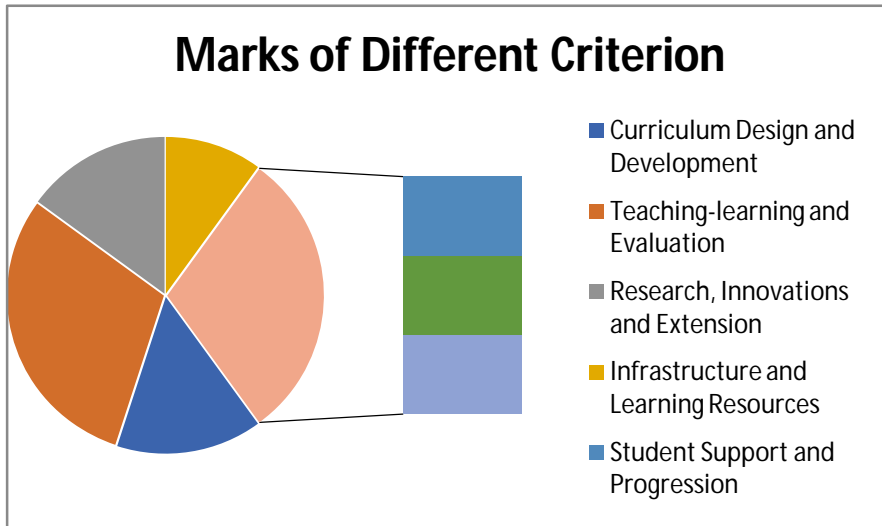 Marks of Different Criterion
Curriculum Design and
Development
Teaching-learning and
Evaluation
Research, Innovations
and Extension
Infrastructure and
Learning Resources
Student Support and
Progression